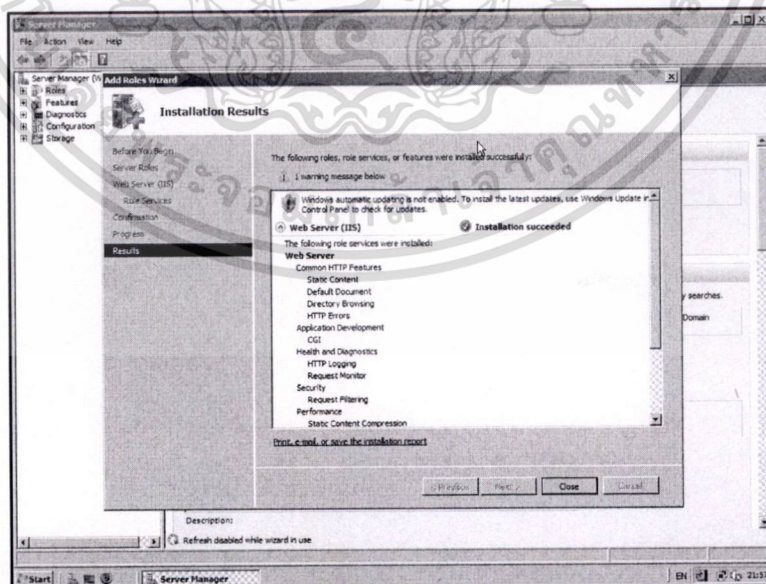 Server Manager
File Action View Help
Server Manager (W
Roles
Features
Diagnostics
Configuration
Storage
Add Roles Wizard
Installation Results
Before You Begin
Server Roles
Web Server (IIS)
Role Services
Confirmation
Progress
Results
The following roles, role services, or features were installed successfully:
1 warning message below
Windows automatic updating is not enabled. To install the latest updates, use Windows Update in
Control Panel to check for updates.
Web Server (IIS)
Installation succeeded
The following role services were installed:
Web Server
Common HTTP Features
Static Content
Default Document
Directory Browsing
HTTP Errors
Application Development
CGI
Health and Diagnostics
HTTP Logging
Request Monitor
Security
Request Filtering
Performance
Static Content Compression
Print, e-mail, or save the installation report
< Previous
Next >
Close
Cancel
y searches.
Domain
Description:
Refresh disabled while wizard in use
Start
Server Manager
EN